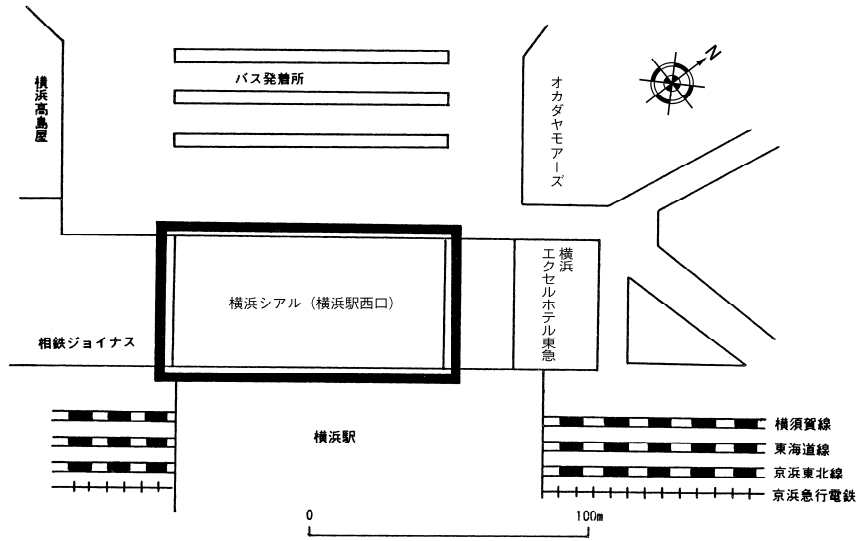 横浜高島屋
バス発着所
オカダヤモアーズ
N
横浜シアル（横浜駅西口）
横浜
エクセルホテル東急
相鉄ジョイナス
横浜駅
横須賀線
東海道線
京浜東北線
京浜急行電鉄
0
100m